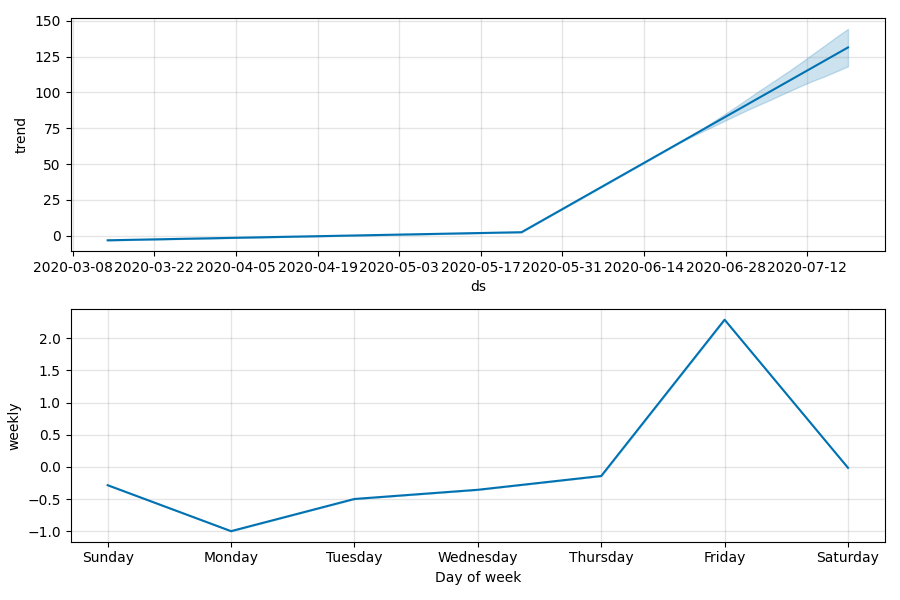 150
125
100
75
50
25
0
trend
2020-03-08 2020-03-22 2020-04-05 2020-04-19 2020-05-03 2020-05-17 2020-05-31 2020-06-14 2020-06-28 2020-07-12
ds
2.0
1.5
1.0
0.5
0.0
−0.5
−1.0
weekly
Sunday Monday Tuesday Wednesday Thursday Friday Saturday
Day of week